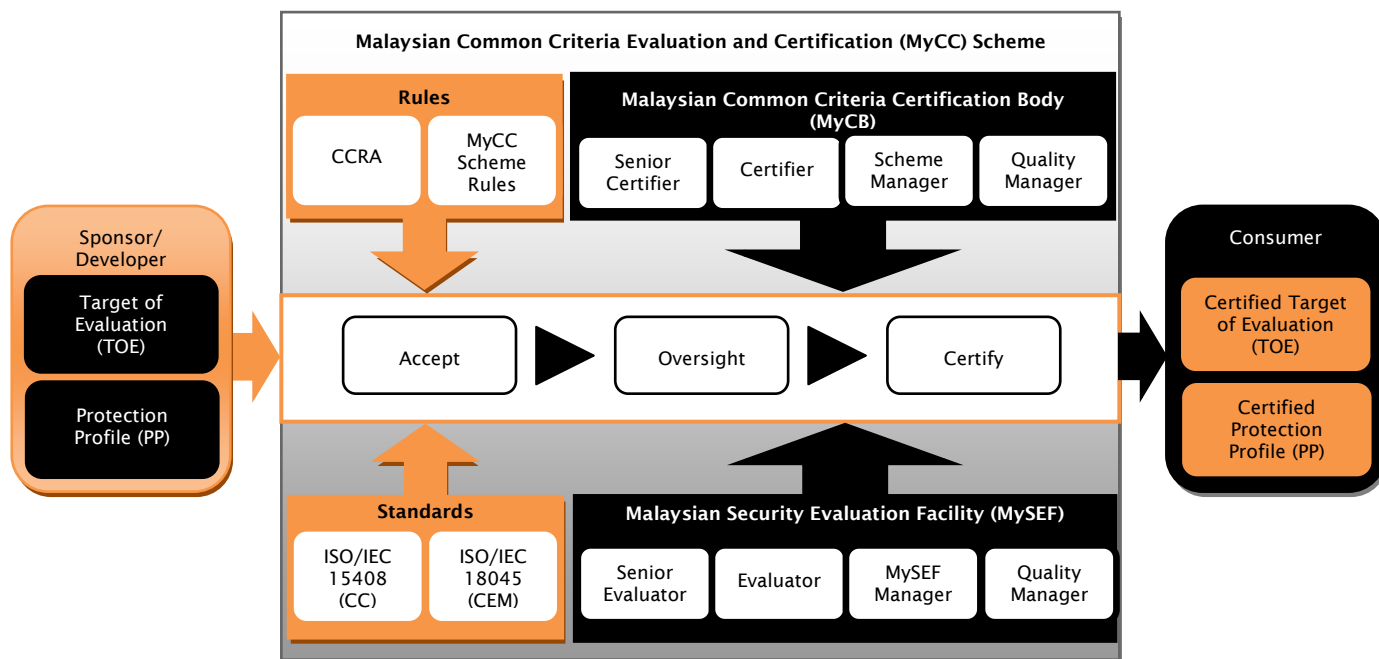 Malaysian Common Criteria Evaluation and Certification (MyCC) Scheme
Rules
CCRA
MyCC
Scheme
Rules
Malaysian Common Criteria Certification Body
(MyCB)
Senior
Certifier
Certifier
Scheme
Manager
Quality
Manager
Sponsor/
Developer
Target of
Evaluation
(TOE)
Protection
Profile (PP)
Accept
Oversight
Certify
Consumer
Certified Target
of Evaluation
(TOE)
Certified
Protection
Profile (PP)
Standards
ISO/IEC
15408
(CC)
ISO/IEC
18045
(CEM)
Malaysian Security Evaluation Facility (MySEF)
Senior
Evaluator
Evaluator
MySEF
Manager
Quality
Manager